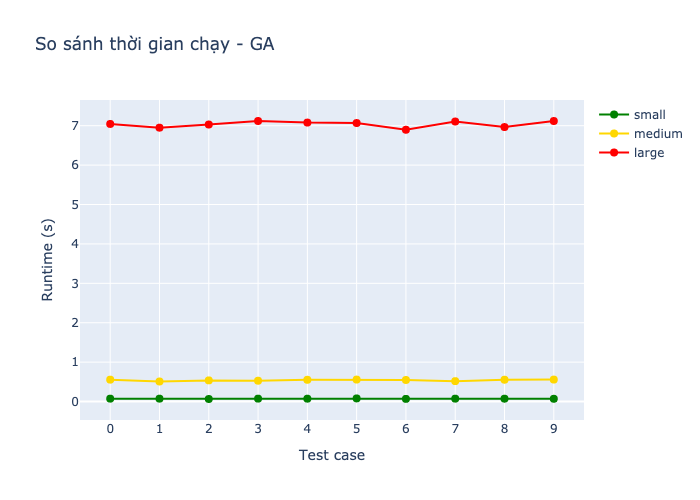 So sánh thời gian chạy - GA
small
medium
large
Runtime (s)
7
6
5
4
3
2
1
0
0 1 2 3 4 5 6 7 8 9
Test case